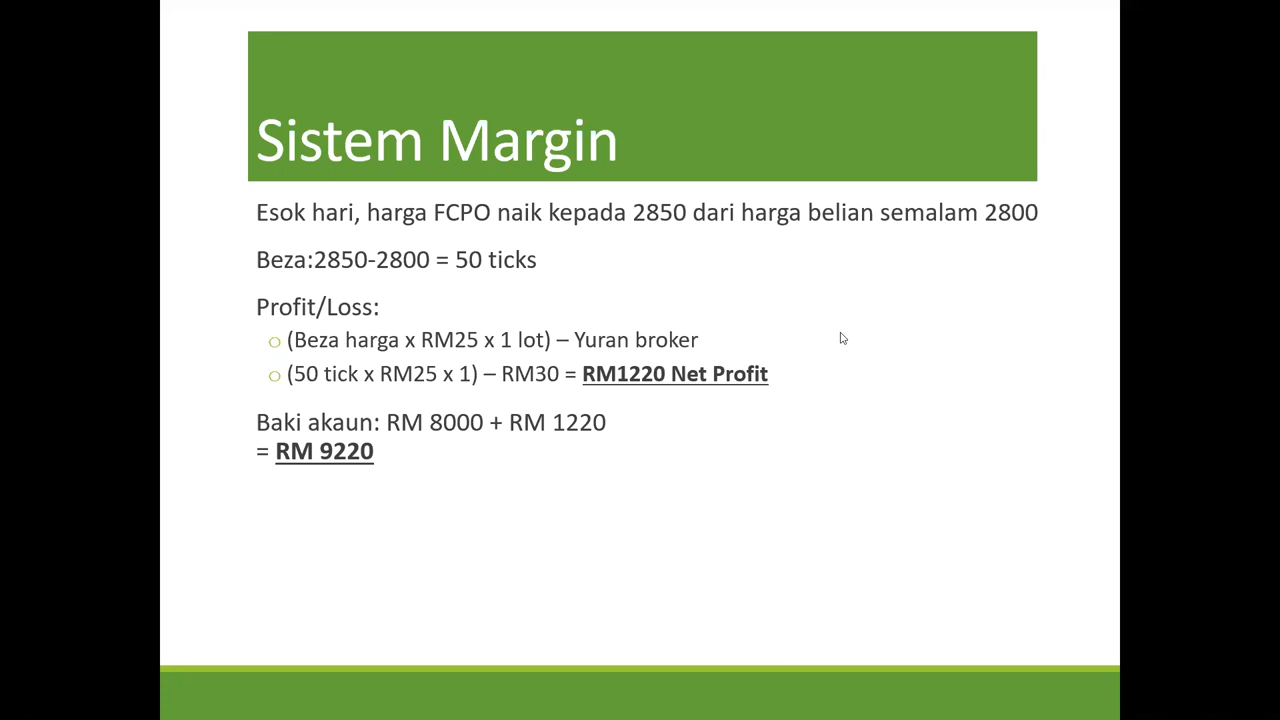 Sistem Margin
Esok hari, harga FCPO naik kepada 2850 dari harga belian semalam 2800
Beza:2850-2800 = 50 ticks
Profit/Loss:
(Beza harga x RM25 x 1 lot) – Yuran broker
(50 tick x RM25 x 1) – RM30 = RM1220 Net Profit
Baki akaun: RM 8000 + RM 1220
= RM 9220